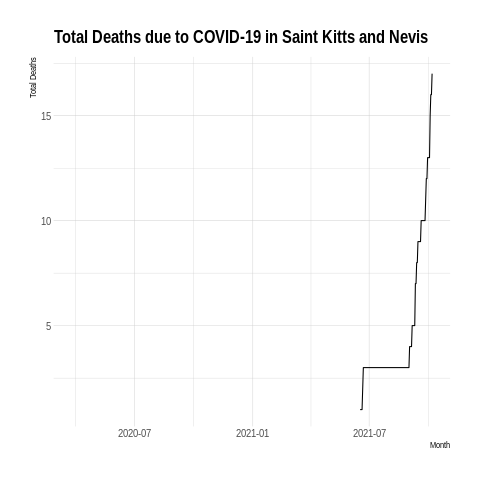 Total Deaths due to COVID-19 in Saint Kitts and Nevis
Total Deaths
15
10
5
2020-07 2021-01 2021-07
Month